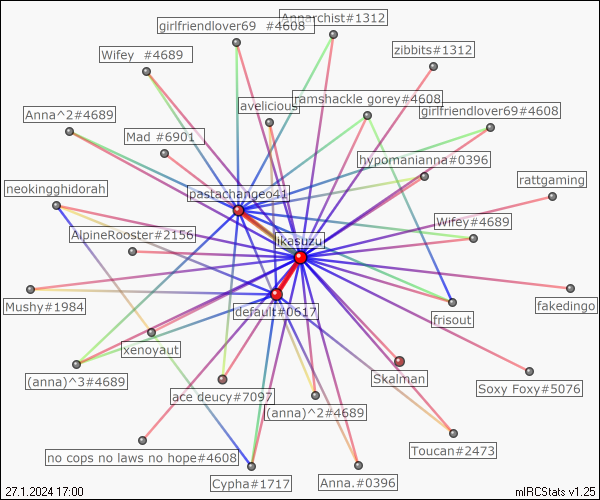 Annarchist#1312
girlfriendlover69 #4608
zibbits#1312
Wifey #4689
avelicious
ramshackle gorey#4608
girlfriendlover69#4608
Anna^2#4689
Mad #6901
hypomanianna#0396
rattgaming
neokingghidorah
pastachange041
Wifey#4689
AlpineRooster#2156
ikasuzu
Mushy#1984
default#0617
frisout
fakedingo
xenoyaut
(anna)^3#4689
Skalman
ace deucy#7097
Soxy Foxy#5076
(anna)^2#4689
Toucan#2473
no cops no laws no hope#4608
Cypha#1717
Anna.#0396
27.1.2024 17:00
mIRCStats v1.25